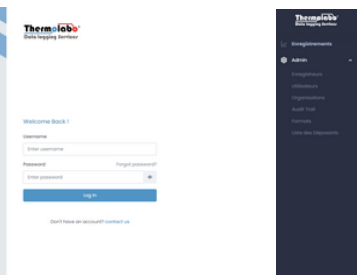 Thermolabo
Data logging Services
Welcome Back !
Username
Enter username
Password
Forgot password?
Enter password
Log In
Don't have an account? contact us
Thermolabo
Data logging Services
Enregistrements
Admin
Enregistreurs
Utilisateurs
Organisations
Audit Trail
Formats
Liste des Dispositifs